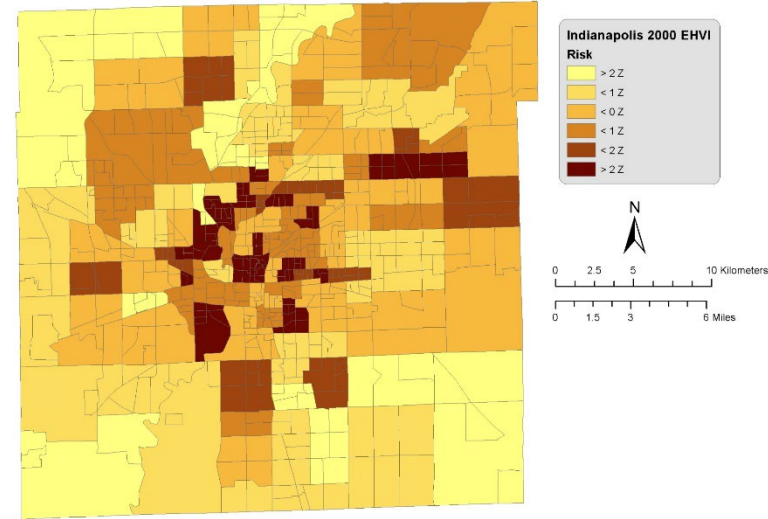 Indianapolis 2000 EHVI
Risk
> 2 Z
< 1 Z
< 0 Z
< 1 Z
< 2 Z
> 2 Z
N
0 2.5 5 10 Kilometers
0 1.5 3 6 Miles